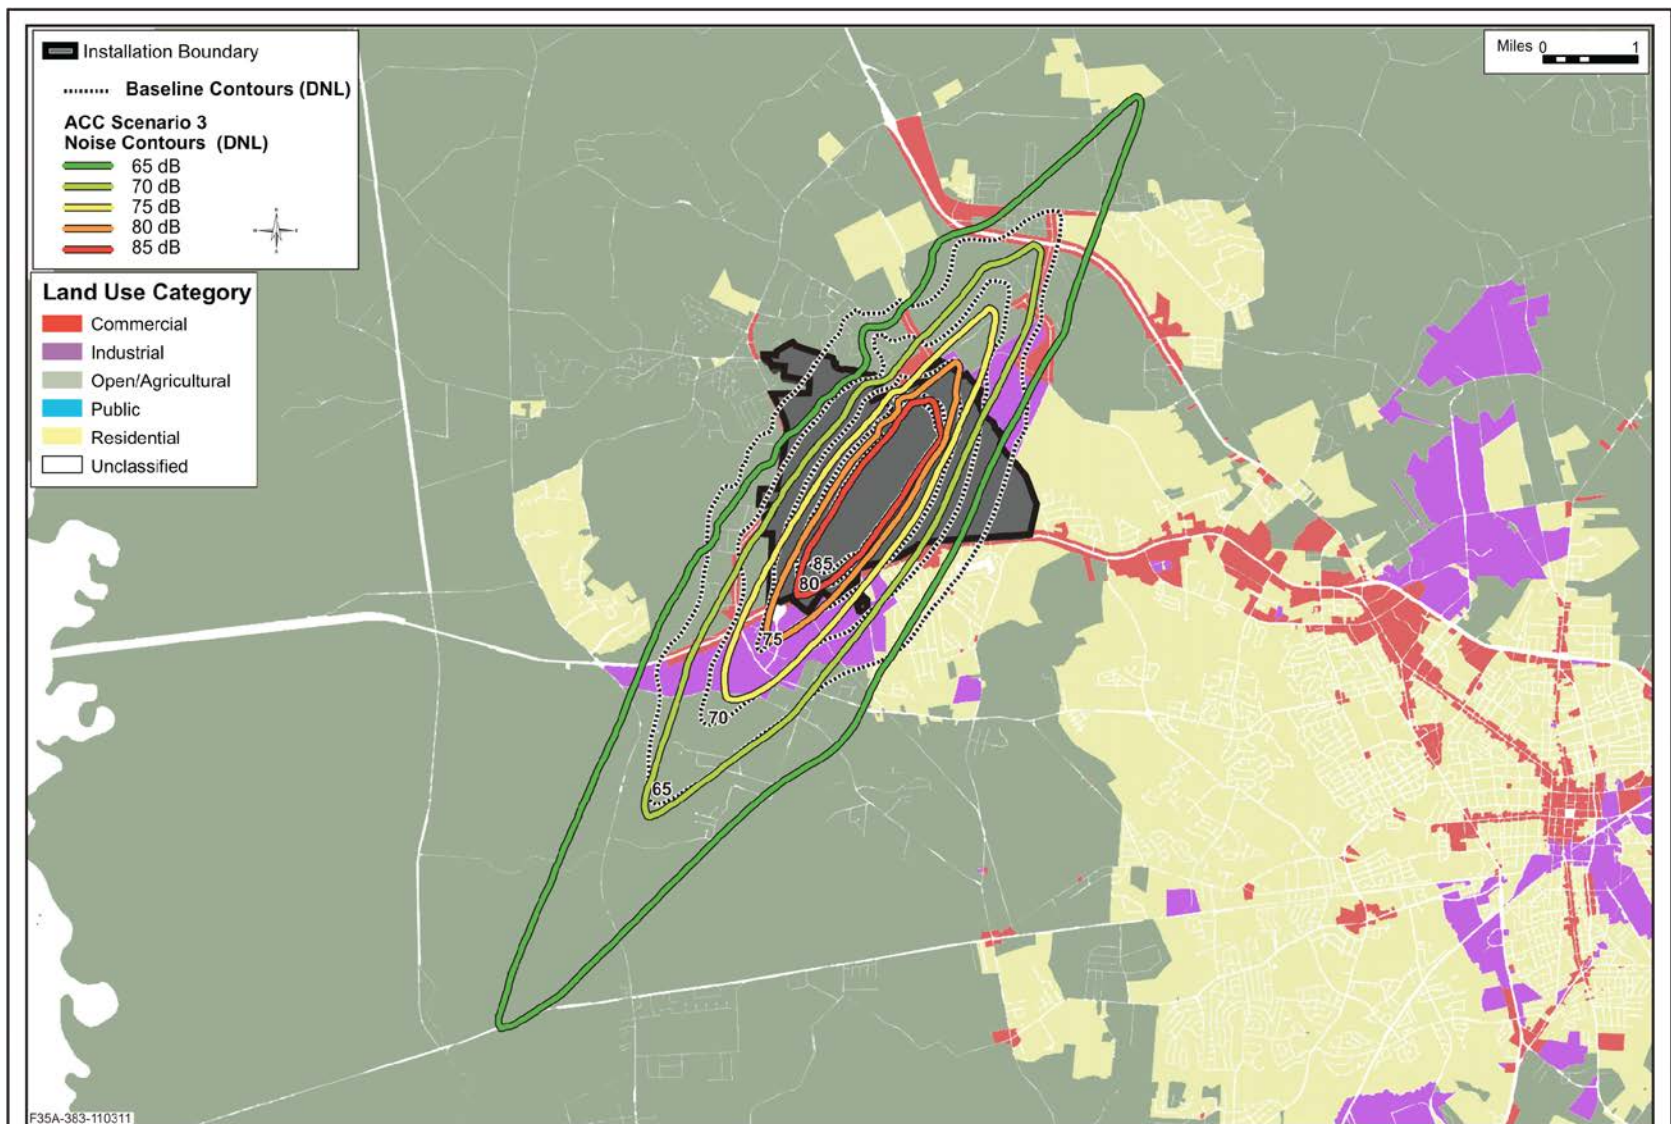 Installation Boundary
Baseline Contours (DNL)
ACC Scenario 3
Noise Contours (DNL)
65 dB
70 dB
75 dB
80 dB
85 dB
Land Use Category
Commercial
Industrial
Open/Agricultural
Public
Residential
Unclassified
Miles 0 1
85
80
75
70
65
F35A-383-110311